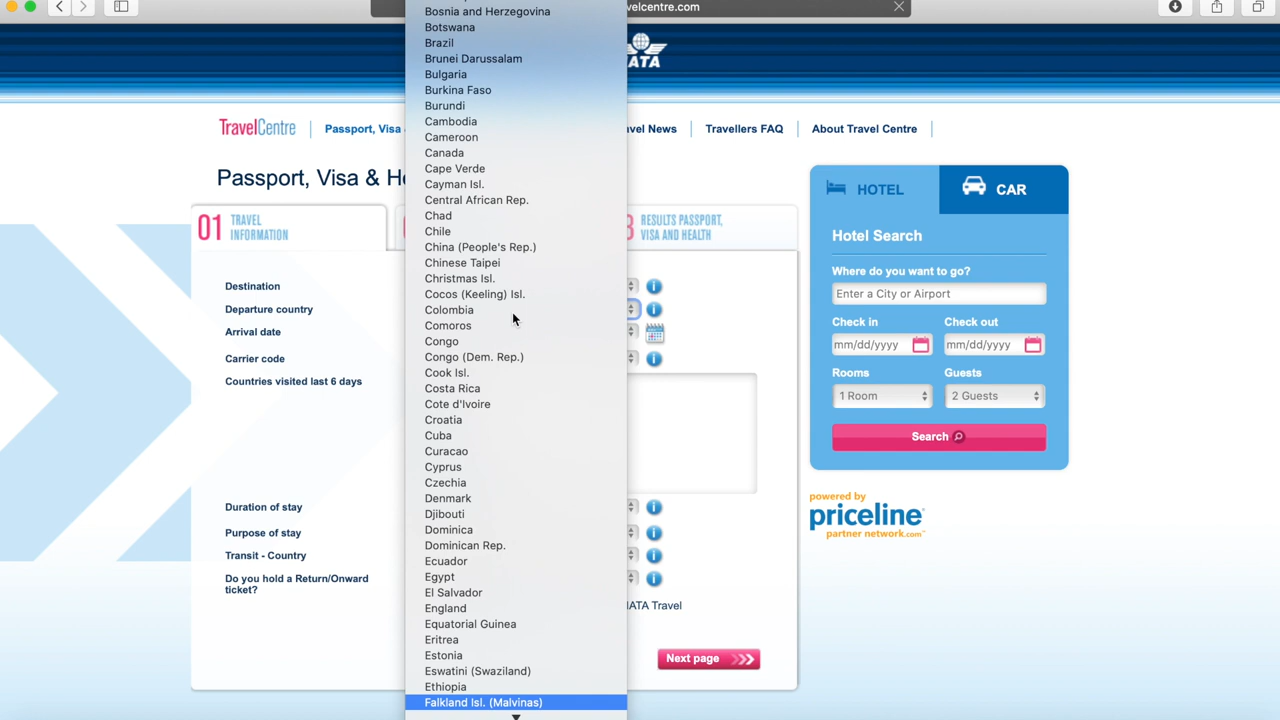 velcentre.com
ATA
TravelCentre
Passport, Visa
vel News
Travellers FAQ
About Travel Centre
Passport, Visa & H
01 TRAVEL
INFORMATION
RESULTS PASSPORT,
VISA AND HEALTH
Destination
Departure country
Arrival date
Carrier code
Countries visited last 6 days
Duration of stay
Purpose of stay
Transit - Country
Do you hold a Return/Onward
ticket?
Bosnia and Herzegovina
Botswana
Brazil
Brunei Darussalam
Bulgaria
Burkina Faso
Burundi
Cambodia
Cameroon
Canada
Cape Verde
Cayman Isl.
Central African Rep.
Chad
Chile
China (People's Rep.)
Chinese Taipei
Christmas Isl.
Cocos (Keeling) Isl.
Colombia
Comoros
Congo
Congo (Dem. Rep.)
Cook Isl.
Costa Rica
Cote d'Ivoire
Croatia
Cuba
Curacao
Cyprus
Czechia
Denmark
Djibouti
Dominica
Dominican Rep.
Ecuador
Egypt
El Salvador
England
Equatorial Guinea
Eritrea
Estonia
Eswatini (Swaziland)
Ethiopia
Falkland Isl. (Malvinas)
IATA Travel
Next page
HOTEL
CAR
Hotel Search
Where do you want to go?
Enter a City or Airport
Check in
Check out
mm/dd/yyyy
mm/dd/yyyy
Rooms
Guests
1 Room
2 Guests
Search
powered by
priceline
partner network.com